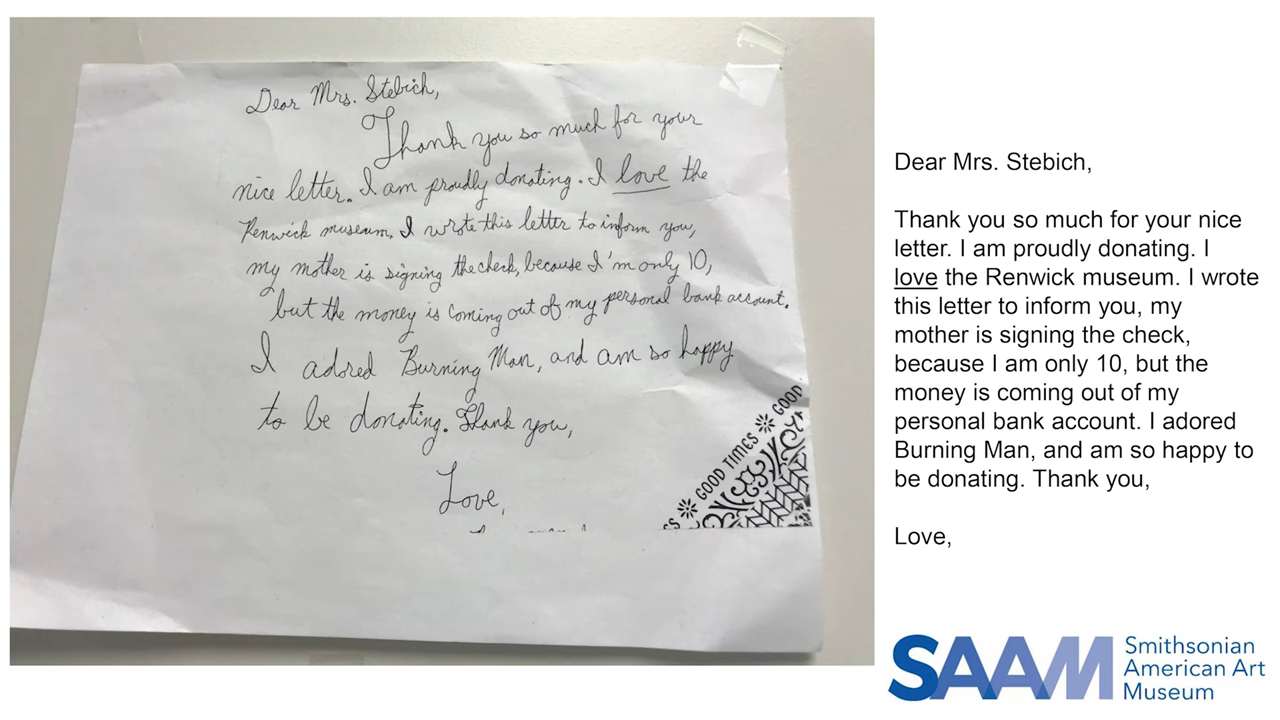 Dear Mrs. Stebich,
Thank you so much for your
nice letter. I am proudly donating. I love the
Renwick museum. I wrote this letter to inform you,
my mother is signing the check, because I'm only 10,
but the money is coming out of my personal bank account.
I adored Burning Man, and am so happy
to be donating. Thank you,
Love,
GOOD TIMES GOOD
ES
Dear Mrs. Stebich,
Thank you so much for your nice
letter. I am proudly donating. I
love the Renwick museum. I wrote
this letter to inform you, my
mother is signing the check,
because I am only 10, but the
money is coming out of my
personal bank account. I adored
Burning Man, and am so happy to
be donating. Thank you,
Love,
SAAM
Smithsonian
American Art
Museum